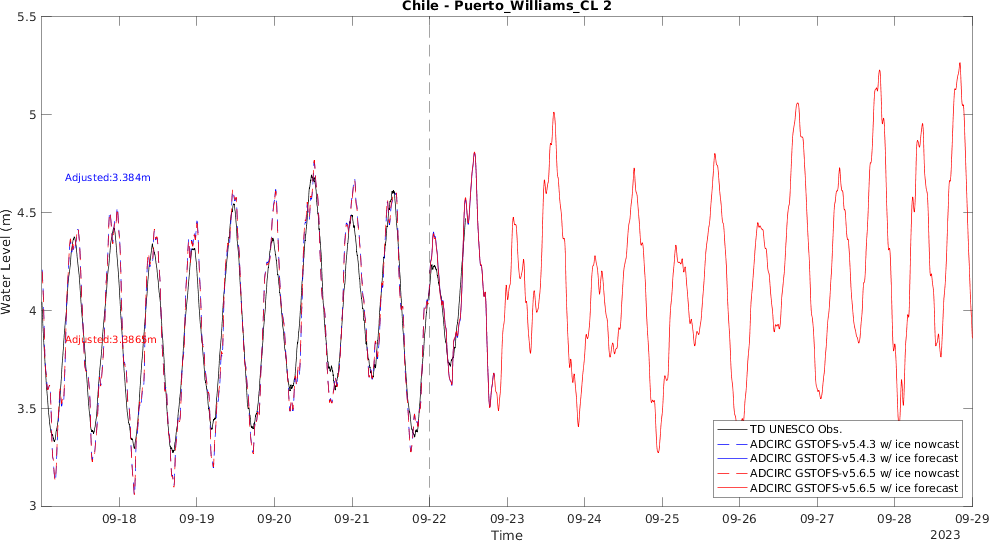 Chile - Puerto_Williams_CL 2
5.5
5
4.5
4
3.5
3
Water Level (m)
Adjusted:3.384m
Adjusted:3.3865m
TD UNESCO Obs.
ADCIRC GSTOFS-v5.4.3 w/ ice nowcast
ADCIRC GSTOFS-v5.4.3 w/ ice forecast
ADCIRC GSTOFS-v5.6.5 w/ ice nowcast
ADCIRC GSTOFS-v5.6.5 w/ ice forecast
09-18 09-19 09-20 09-21 09-22 09-23 09-24 09-25 09-26 09-27 09-28 09-29
Time
2023